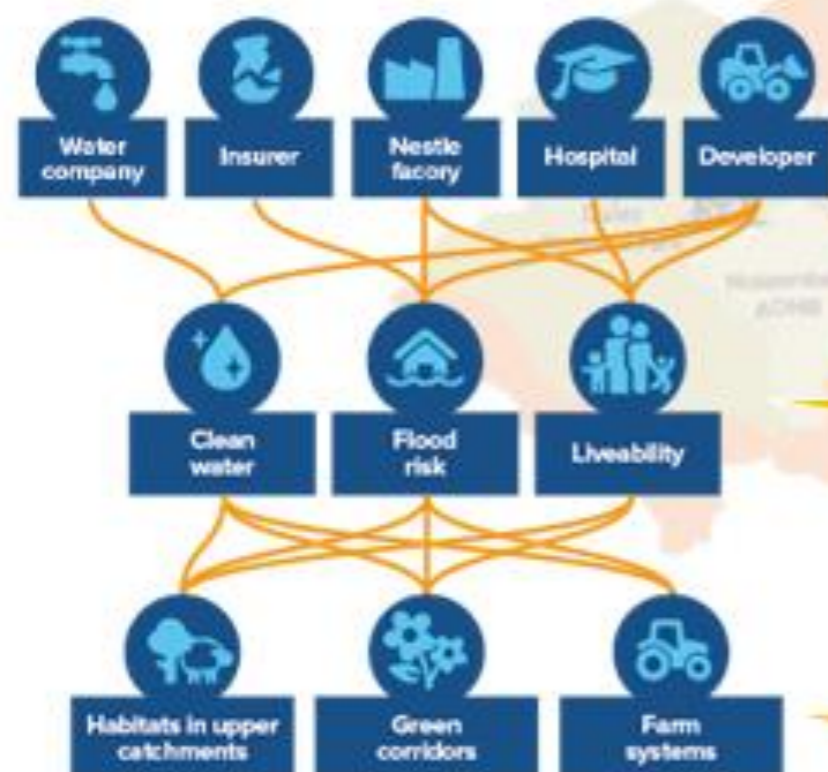 Water
company
Insurer
Nestle
facory
Hospital
Developer
AONB
Clean
water
Flood
risk
Liveability
Habitats in upper
catchments
Green
corridors
Farm
systems